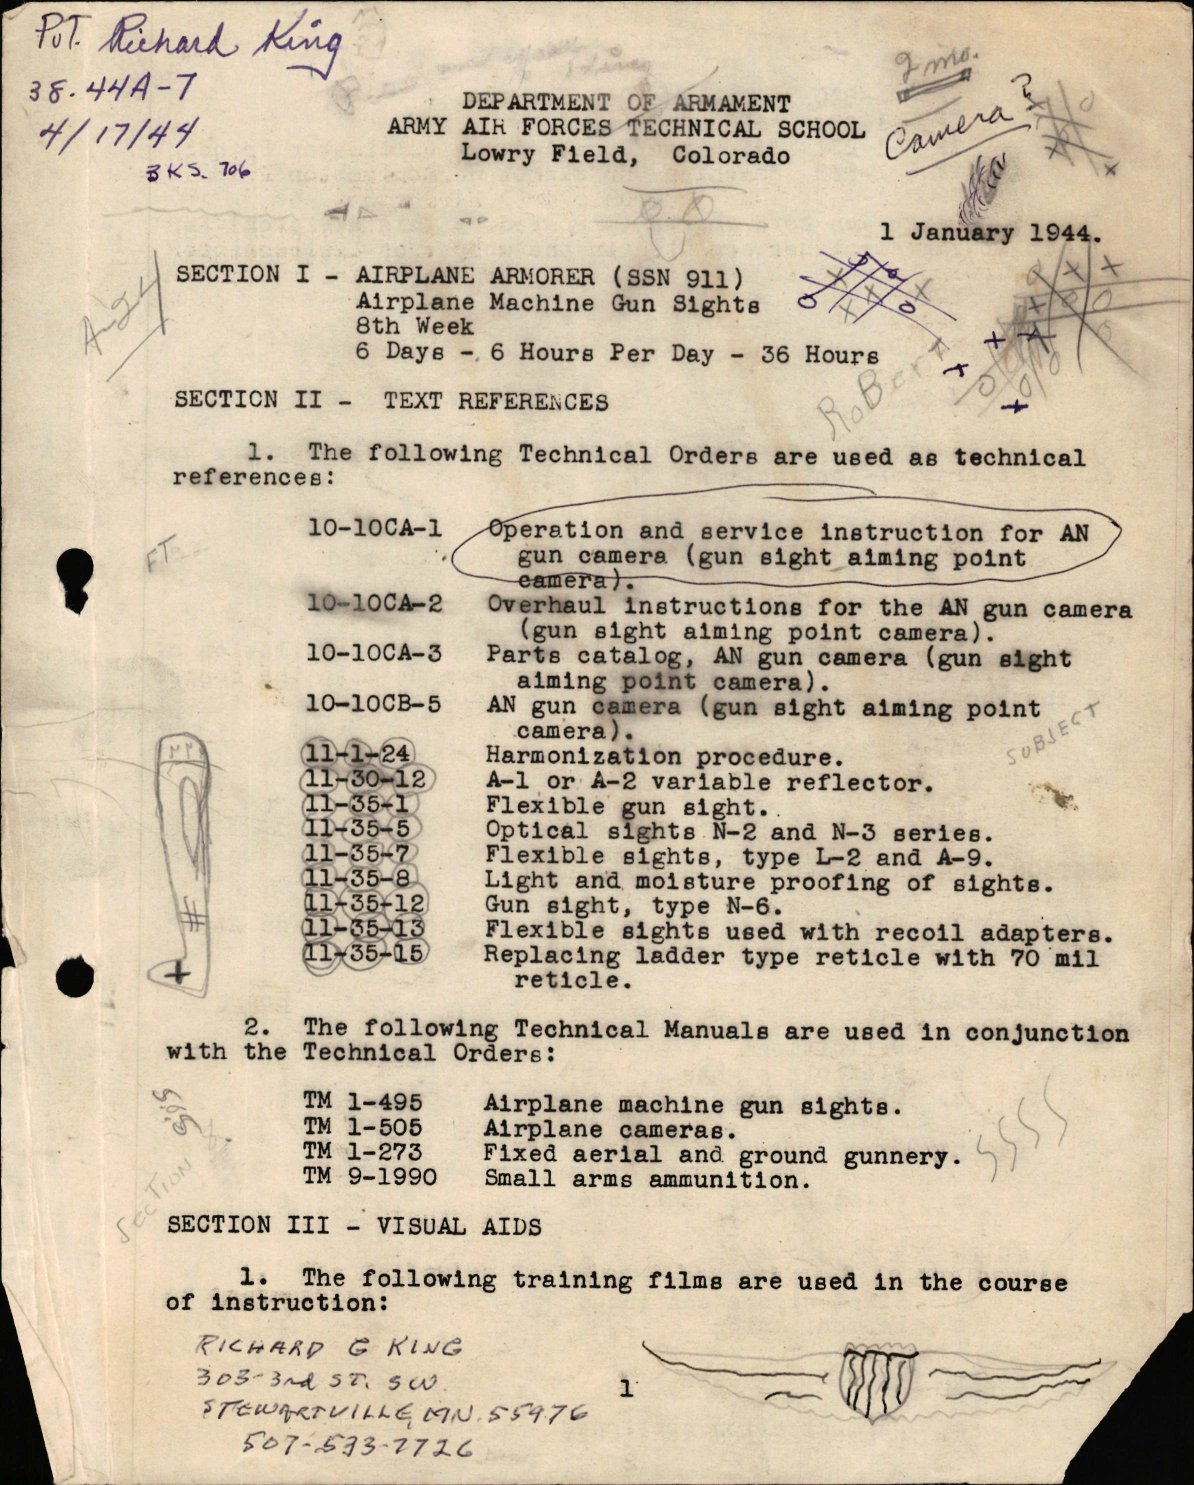 Pvt. Richard King
38-44A-7
4/17/44
BKS. 706
2 mo.
Camera?
DEPARTMENT OF ARMAMENT
ARMY AIR FORCES TECHNICAL SCHOOL
Lowry Field, Colorado
1 January 1944.
SECTION I - AIRPLANE ARMORER (SSN 911)
Airplane Machine Gun Sights
8th Week
6 Days - 6 Hours Per Day - 36 Hours
RoBert
SECTION II - TEXT REFERENCES
1. The following Technical Orders are used as technical
references:
10-10CA-1 Operation and service instruction for AN
gun camera (gun sight aiming point
camera).
10-10CA-2 Overhaul instructions for the AN gun camera
(gun sight aiming point camera).
10-10CA-3 Parts catalog, AN gun camera (gun sight
aiming point camera).
10-10CB-5 AN gun camera (gun sight aiming point
camera).
SUBJECT
11-1-24 Harmonization procedure.
11-30-12 A-1 or A-2 variable reflector.
11-35-1 Flexible gun sight.
11-35-5 Optical sights N-2 and N-3 series.
11-35-7 Flexible sights, type L-2 and A-9.
11-35-8 Light and moisture proofing of sights.
11-35-12 Gun sight, type N-6.
11-35-13 Flexible sights used with recoil adapters.
11-35-15 Replacing ladder type reticle with 70 mil
reticle.
2. The following Technical Manuals are used in conjunction
with the Technical Orders:
TM 1-495 Airplane machine gun sights.
TM 1-505 Airplane cameras.
TM 1-273 Fixed aerial and ground gunnery.
TM 9-1990 Small arms ammunition.
SECTION
SECTION III - VISUAL AIDS
1. The following training films are used in the course
of instruction:
RICHARD G KING
303-3rd ST. SW.
STEWARTVILLE, MN. 55976
507-533-7726
1